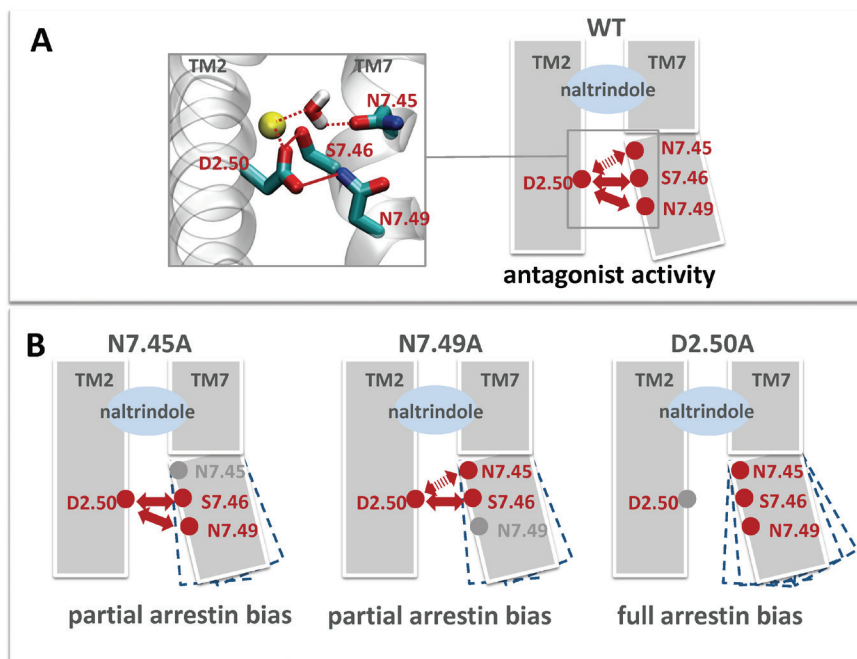 A
TM2
TM7
N7.45
D2.50
S7.46
N7.49
WT
TM2
TM7
naltrindole
D2.50
N7.45
S7.46
N7.49
antagonist activity
B
N7.45A
TM2
TM7
naltrindole
N7.45
D2.50
S7.46
N7.49
partial arrestin bias
N7.49A
TM2
TM7
naltrindole
N7.45
D2.50
S7.46
N7.49
partial arrestin bias
D2.50A
TM2
TM7
naltrindole
N7.45
D2.50
S7.46
N7.49
full arrestin bias